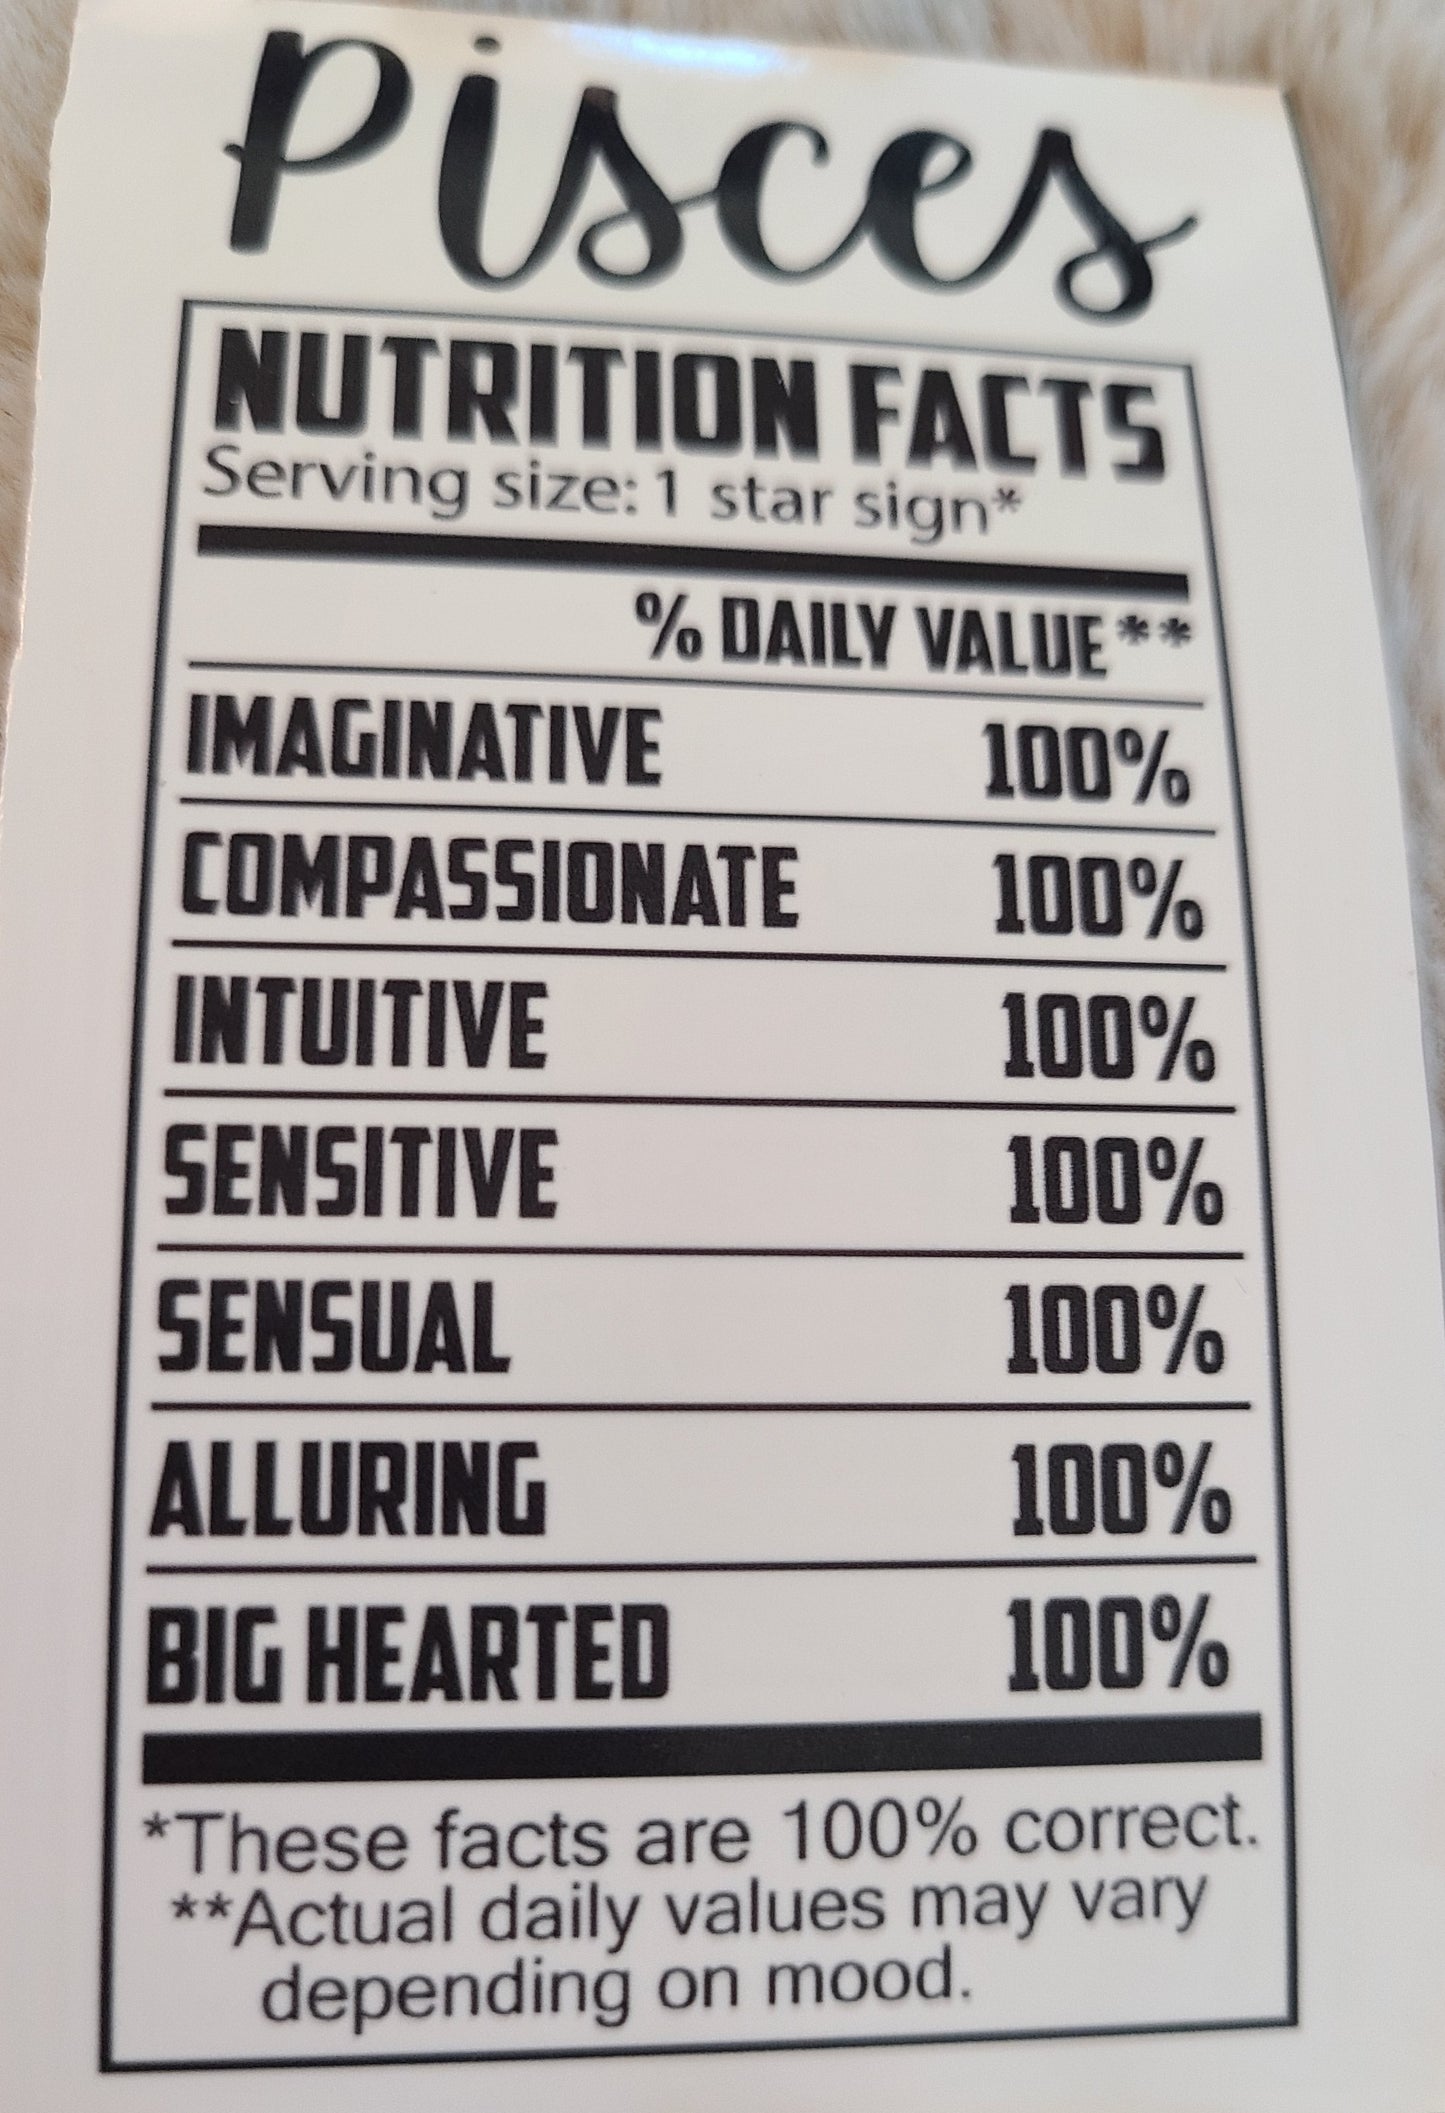 Pisces
NUTRITION FACTS
Serving size: 1 star sign*
% DAILY VALUE**
IMAGINATIVE 100%
COMPASSIONATE 100%
INTUITIVE 100%
SENSITIVE 100%
SENSUAL 100%
ALLURING 100%
BIG HEARTED 100%
*These facts are 100% correct.
**Actual daily values may vary
depending on mood.